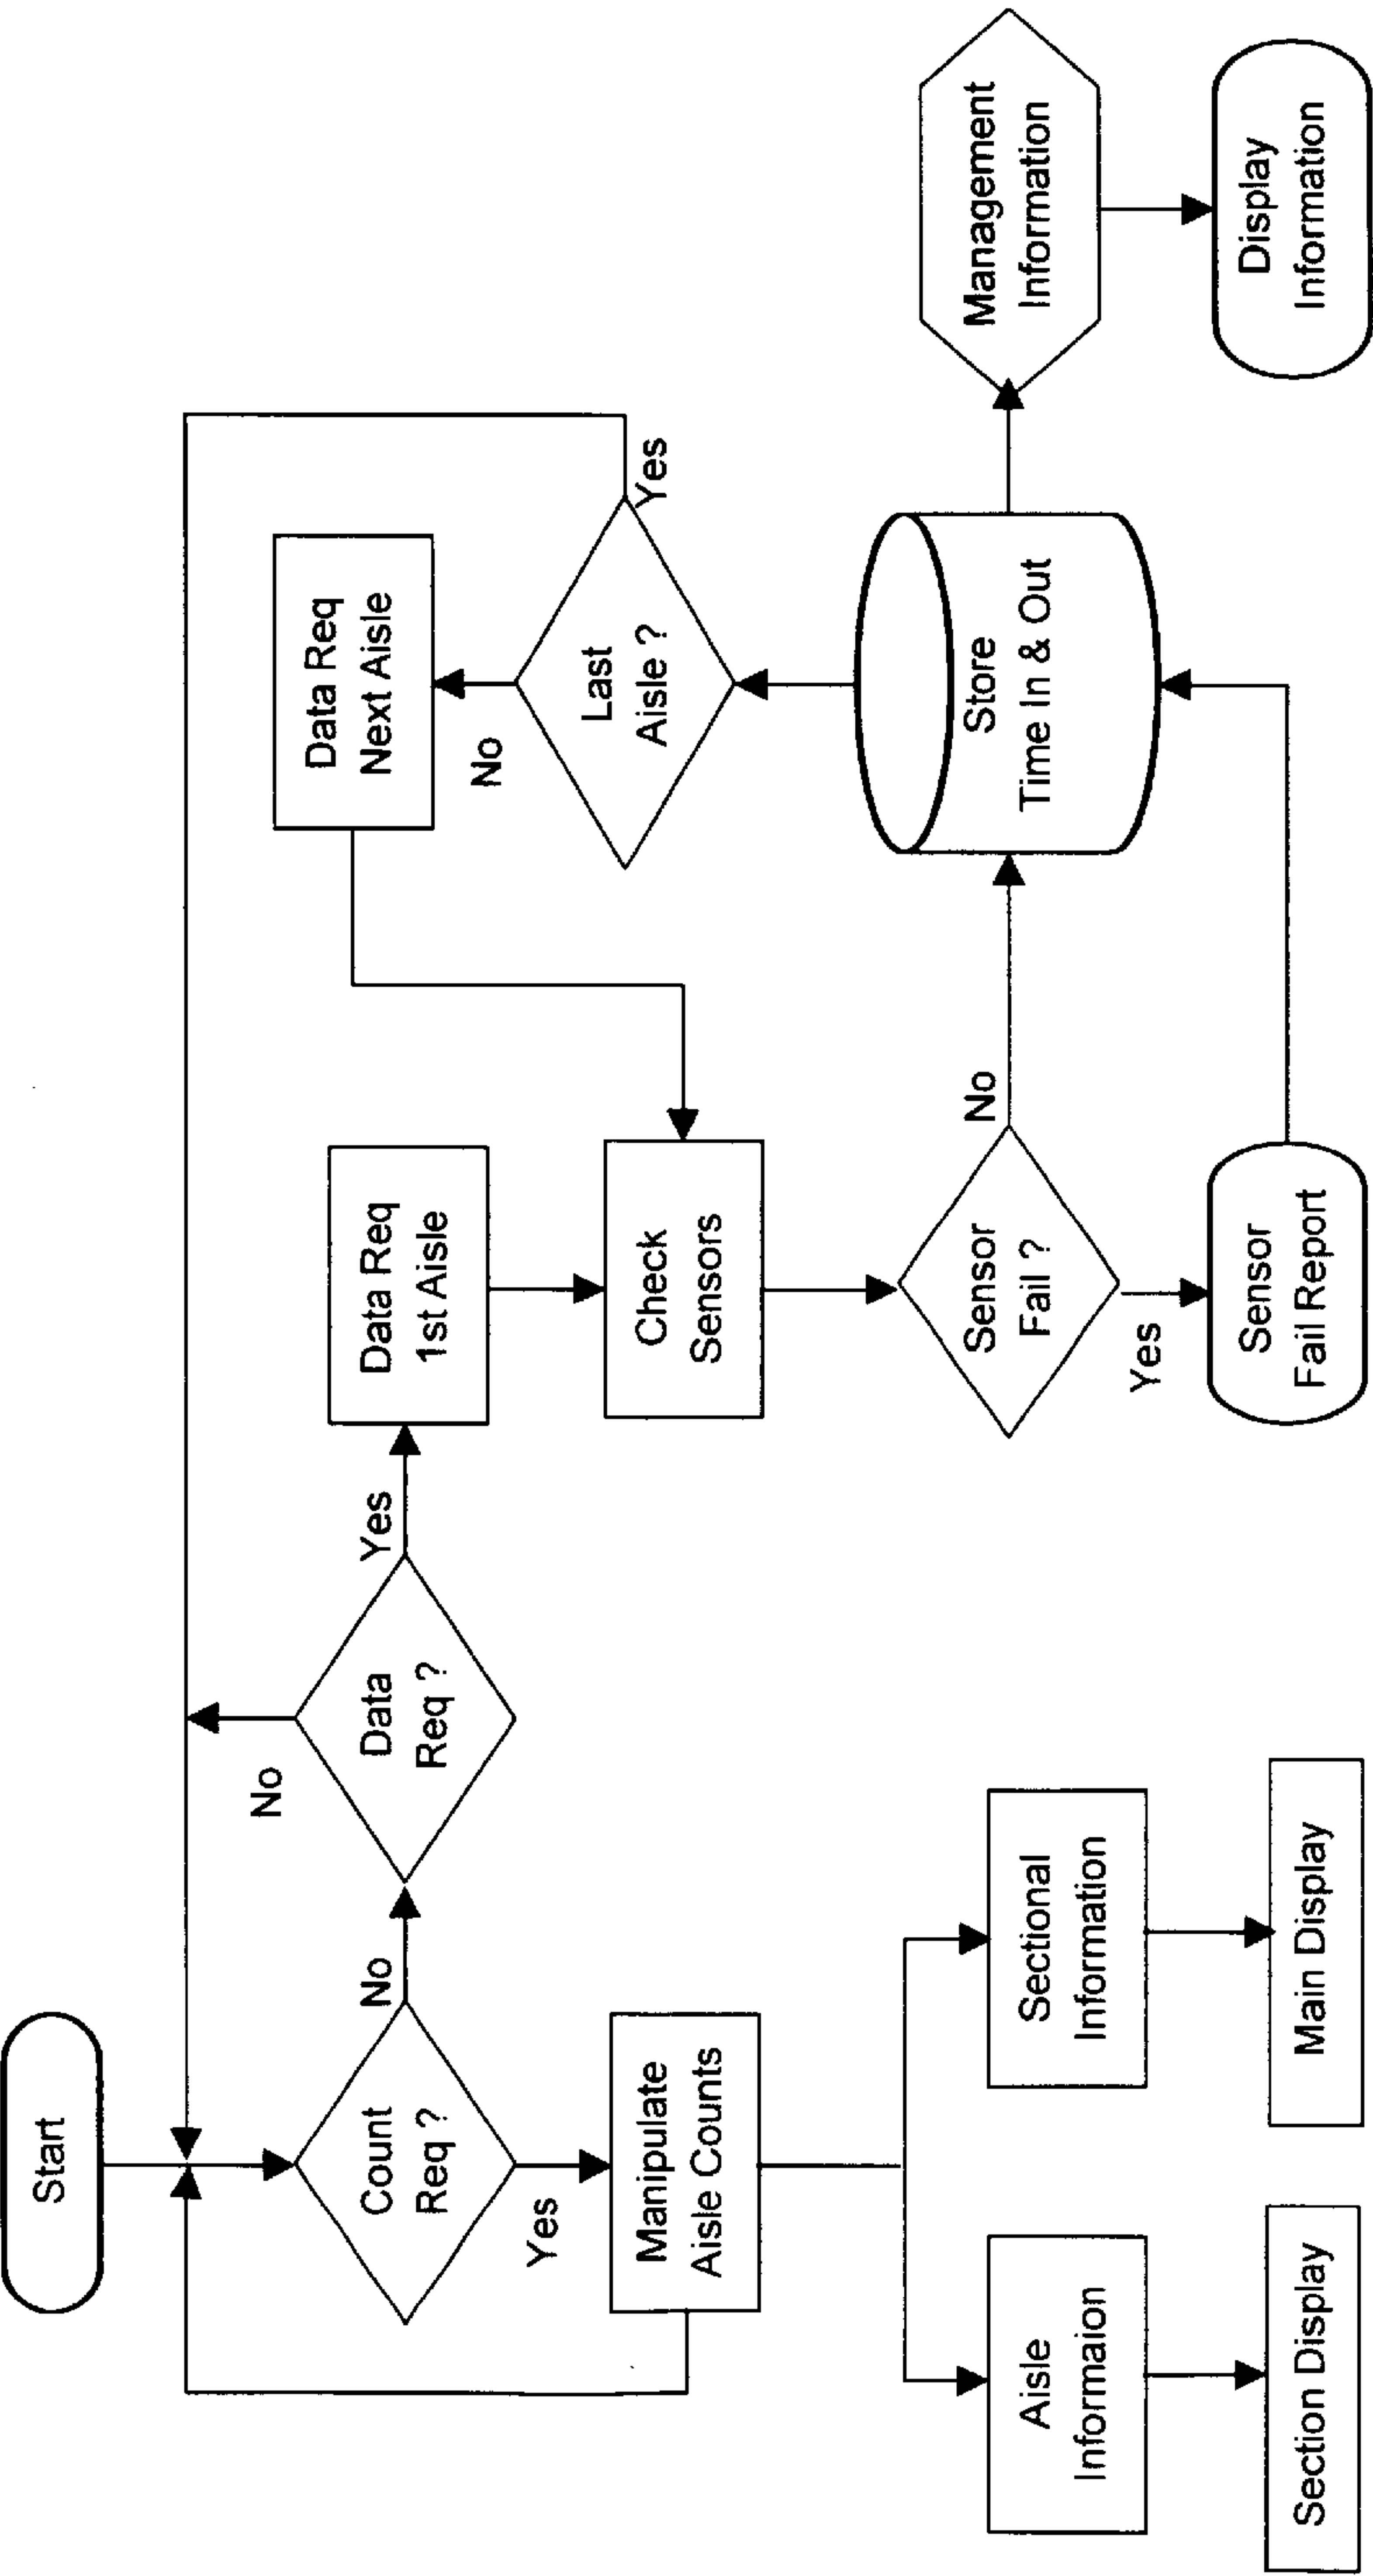 Start
Count
Req ?
No
Yes
Data
Req ?
No
Yes
Data Req
1st Aisle
Data Req
Next Aisle
Manipulate
Aisle Counts
Check
Sensors
Last
Aisle ?
No
Yes
Aisle
Informaion
Sectional
Information
Sensor
Fail ?
No
Yes
Store
Time In & Out
Management
Information
Section Display
Main Display
Sensor
Fail Report
Display
Information